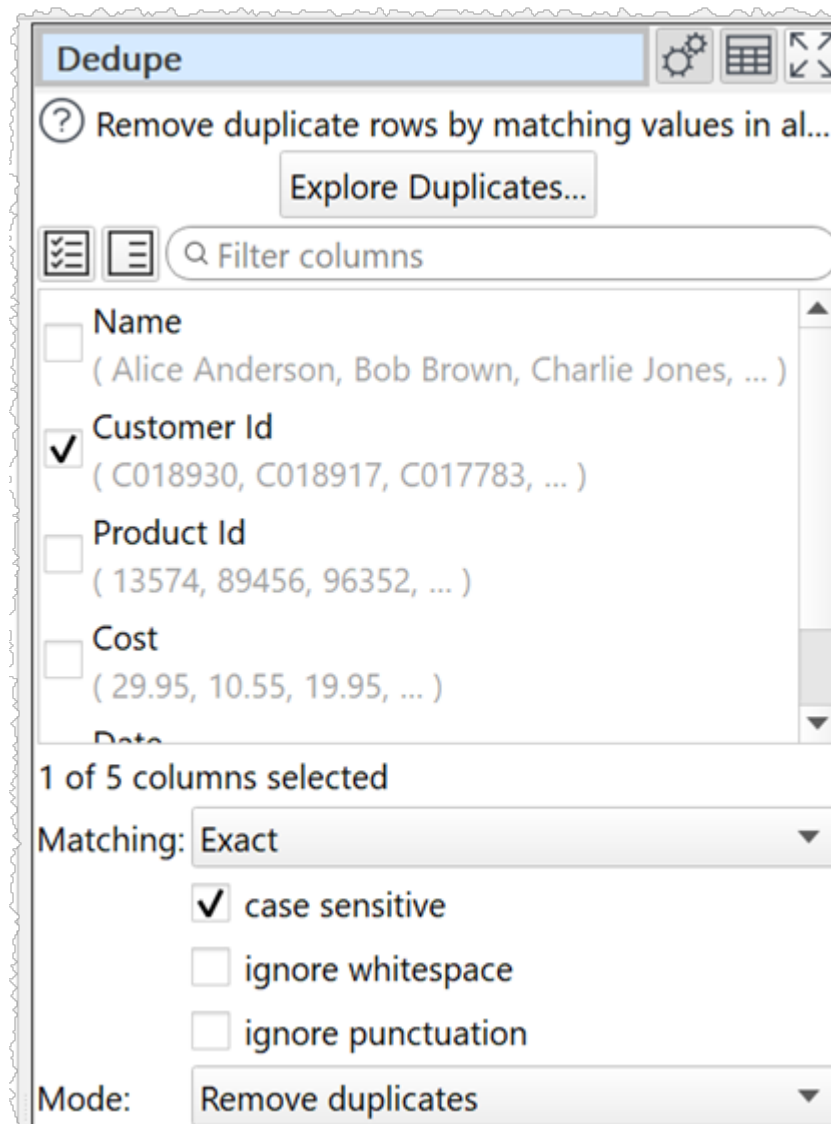 Dedupe
Remove duplicate rows by matching values in al...
Explore Duplicates...
Filter columns
Name
( Alice Anderson, Bob Brown, Charlie Jones, ... )
Customer Id
( C018930, C018917, C017783, ... )
Product Id
( 13574, 89456, 96352, ... )
Cost
( 29.95, 10.55, 19.95, ... )
Date
1 of 5 columns selected
Matching: Exact
case sensitive
ignore whitespace
ignore punctuation
Mode: Remove duplicates